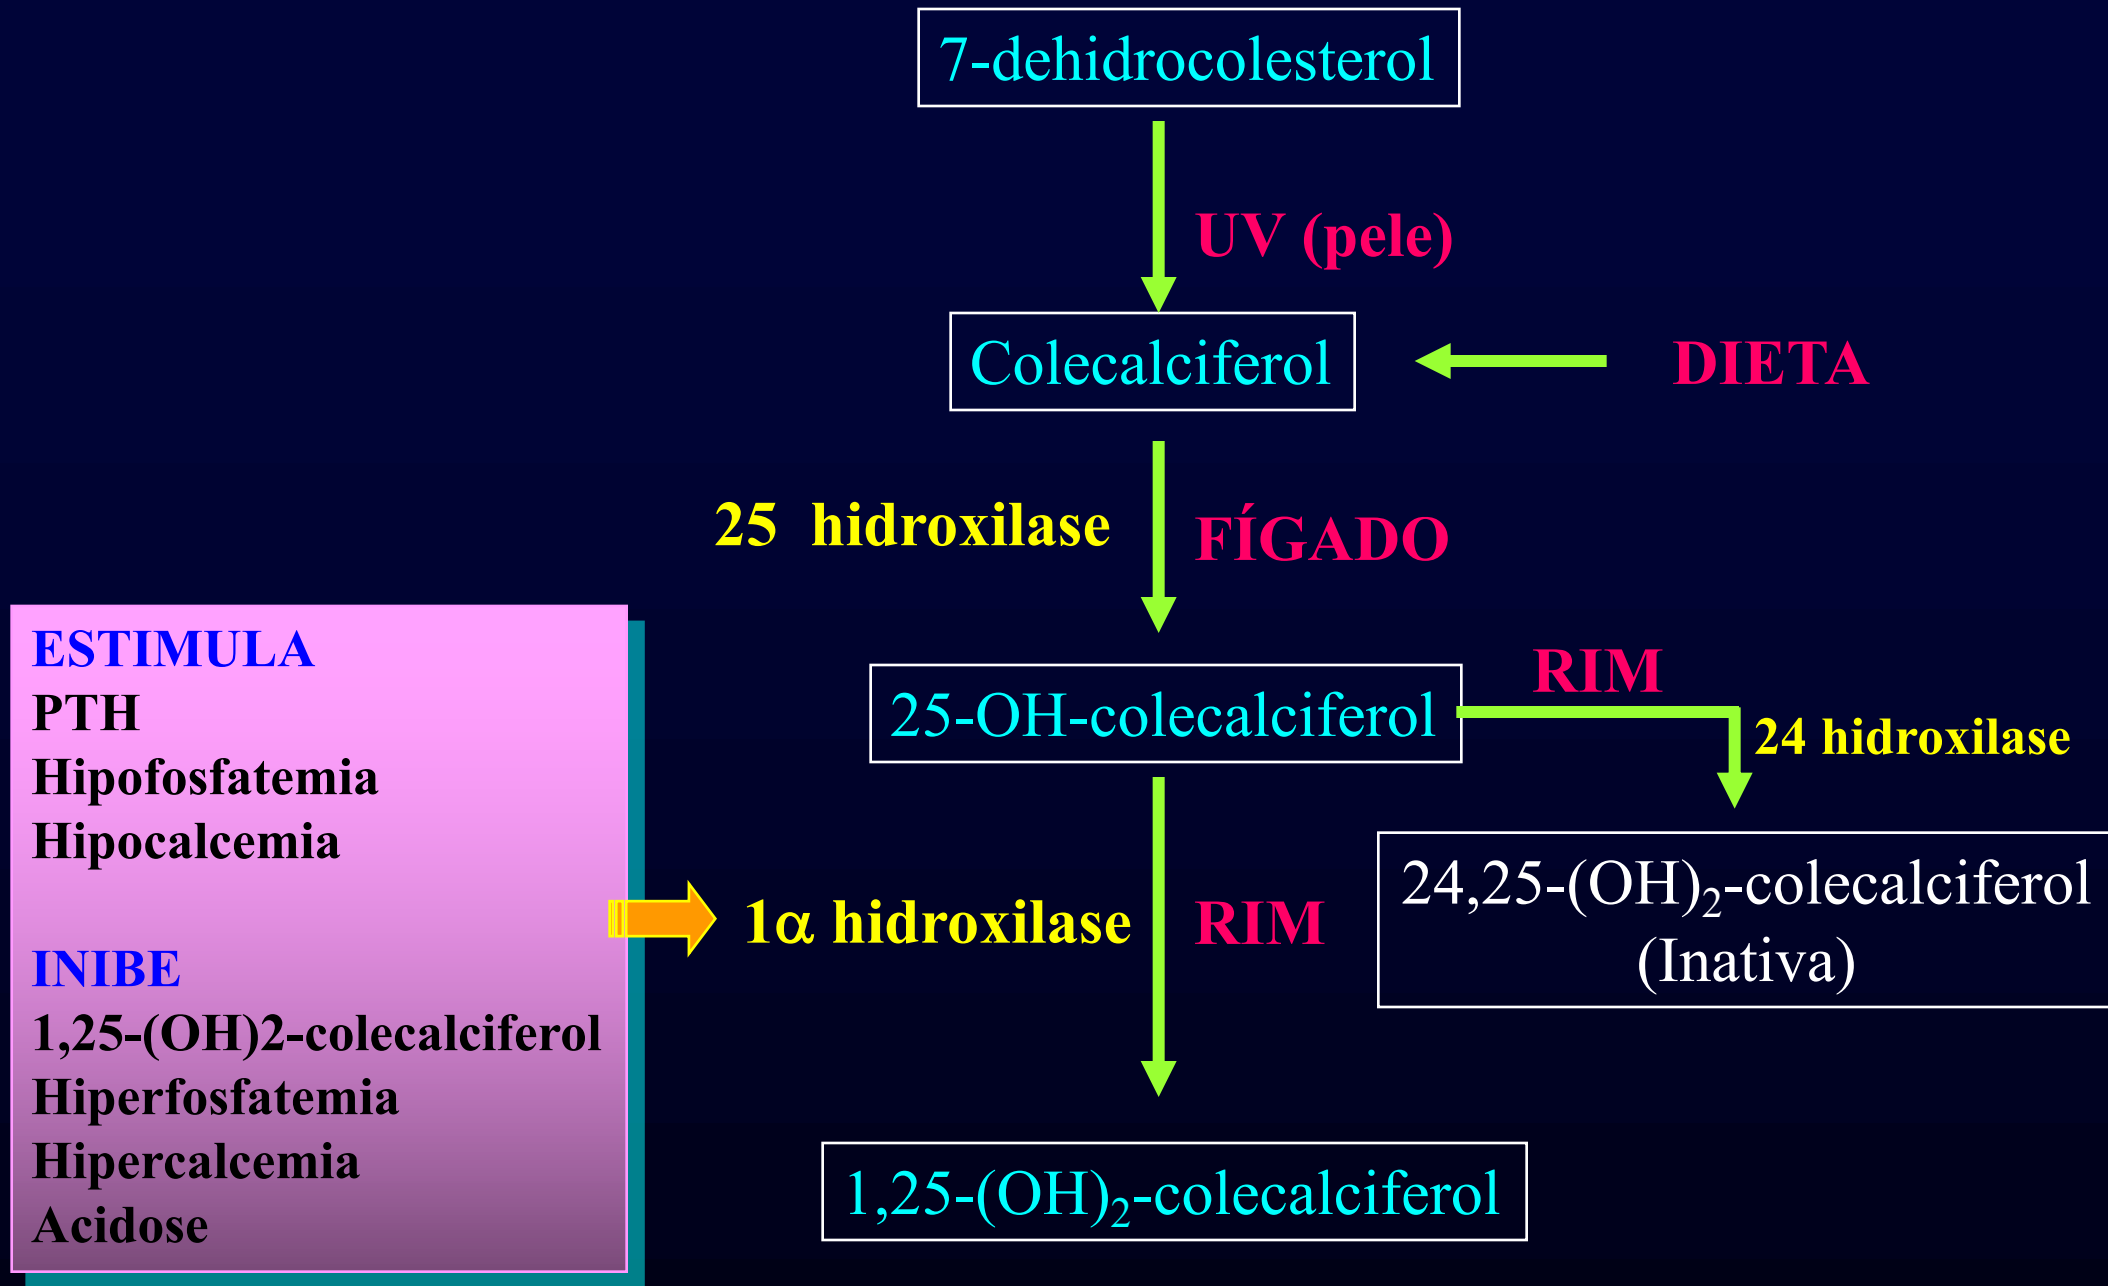 7-dehidrocolesterol
UV (pele)
Colecalciferol
DIETA
25 hidroxilase
FÍGADO
25-OH-colecalciferol
RIM
24 hidroxilase
24,25-(OH)₂-colecalciferol
(Inativa)
ESTIMULA
PTH
Hipofosfatemia
Hipocalcemia
INIBE
1,25-(OH)2-colecalciferol
Hiperfosfatemia
Hipercalcemia
Acidose
1α hidroxilase
RIM
1,25-(OH)₂-colecalciferol